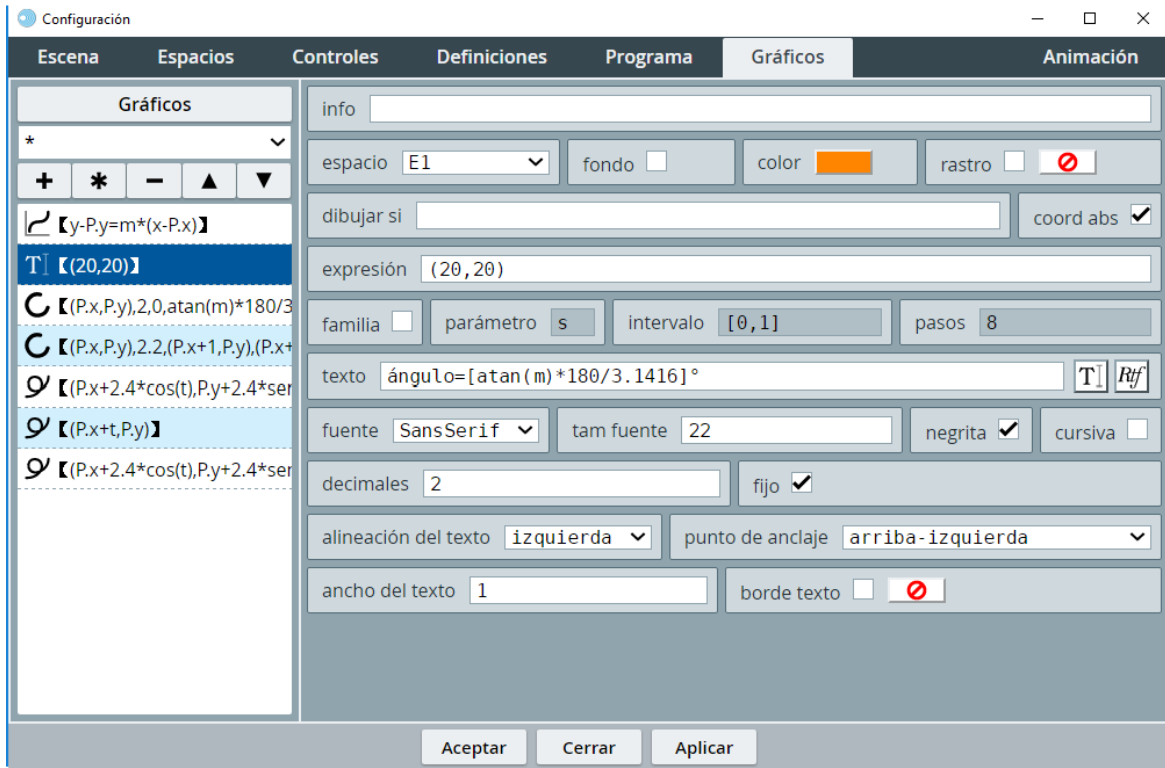 Configuración
Escena Espacios Controles Definiciones Programa Gráficos Animación
Gráficos
*
+ * − ▲ ▼
【y-P.y=m*(x-P.x)】
T 【(20,20)】
【(P.x,P.y),2,0,atan(m)*180/3
【(P.x,P.y),2.2,(P.x+1,P.y),(P.x+
【(P.x+2.4*cos(t),P.y+2.4*ser
【(P.x+t,P.y)】
【(P.x+2.4*cos(t),P.y+2.4*ser
info
espacio E1 fondo color rastro
dibujar si coord abs
expresión (20,20)
familia parámetro s intervalo [0,1] pasos 8
texto ángulo=[atan(m)*180/3.1416]° T Rtf
fuente SansSerif tam fuente 22 negrita cursiva
decimales 2 fijo
alineación del texto izquierda punto de anclaje arriba-izquierda
ancho del texto 1 borde texto
Aceptar Cerrar Aplicar